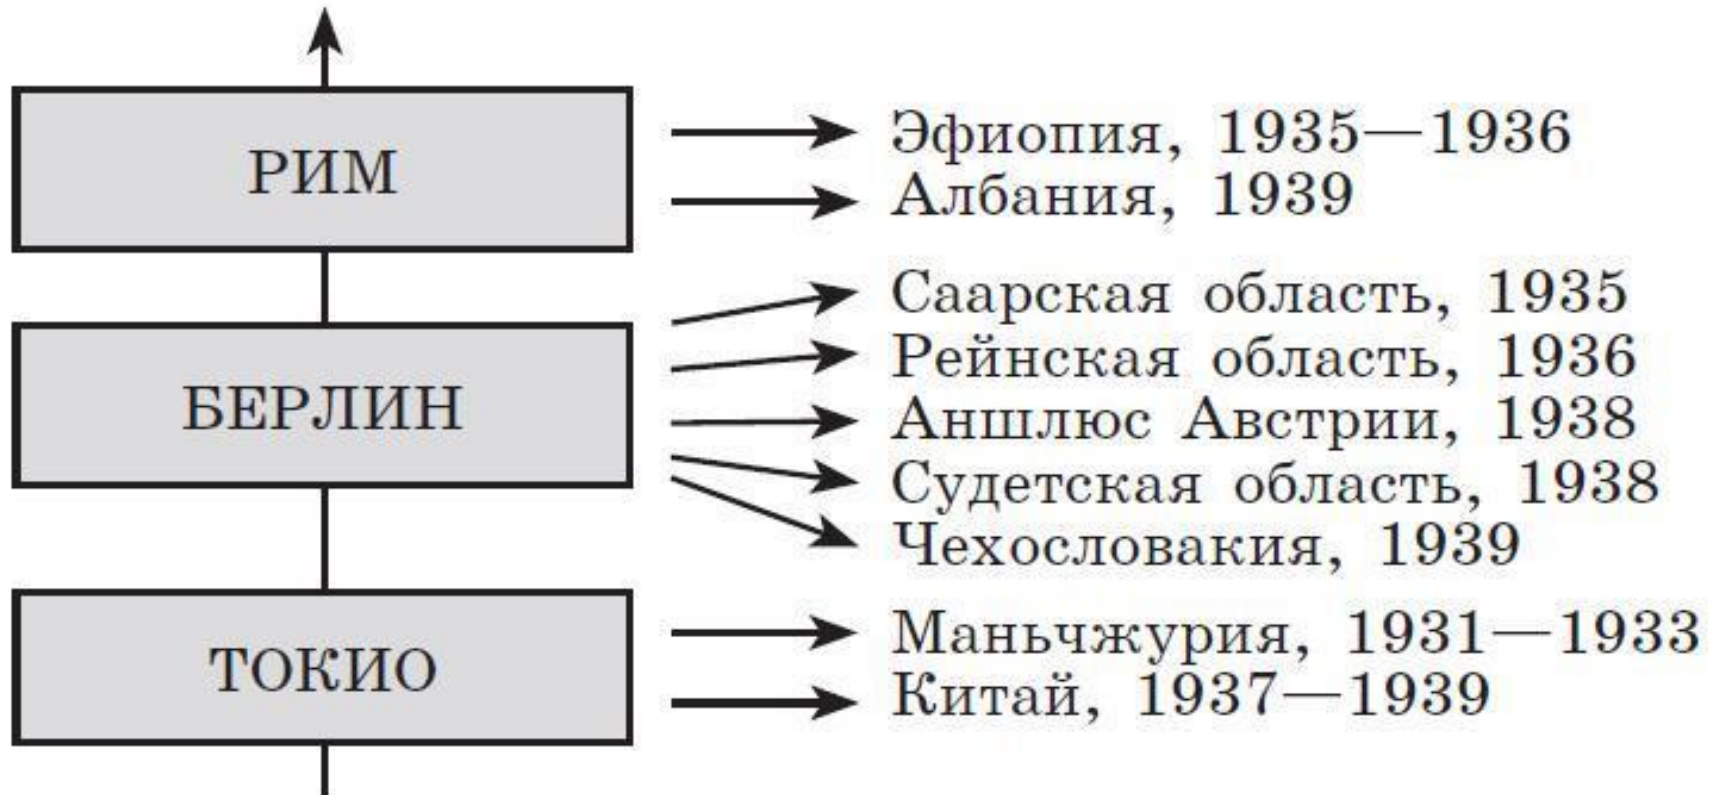 РИМ
Эфиопия, 1935—1936
Албания, 1939
БЕРЛИН
Саарская область, 1935
Рейнская область, 1936
Аншлюс Австрии, 1938
Судетская область, 1938
Чехословакия, 1939
ТОКИО
Маньчжурия, 1931—1933
Китай, 1937—1939